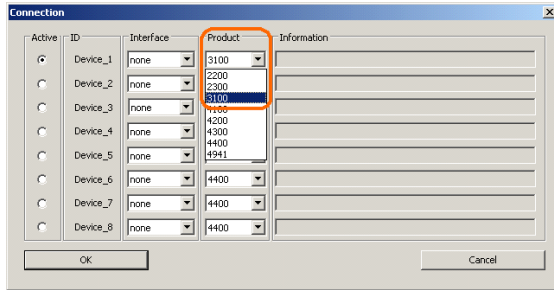 Connection
Active ID Interface Product Information
Device_1 none 3100
Device_2 none 2200
2300
Device_3 none 3100
4100
Device_4 none 4200
4300
Device_5 none 4400
4941
Device_6 none 4400
Device_7 none 4400
Device_8 none 4400
OK Cancel